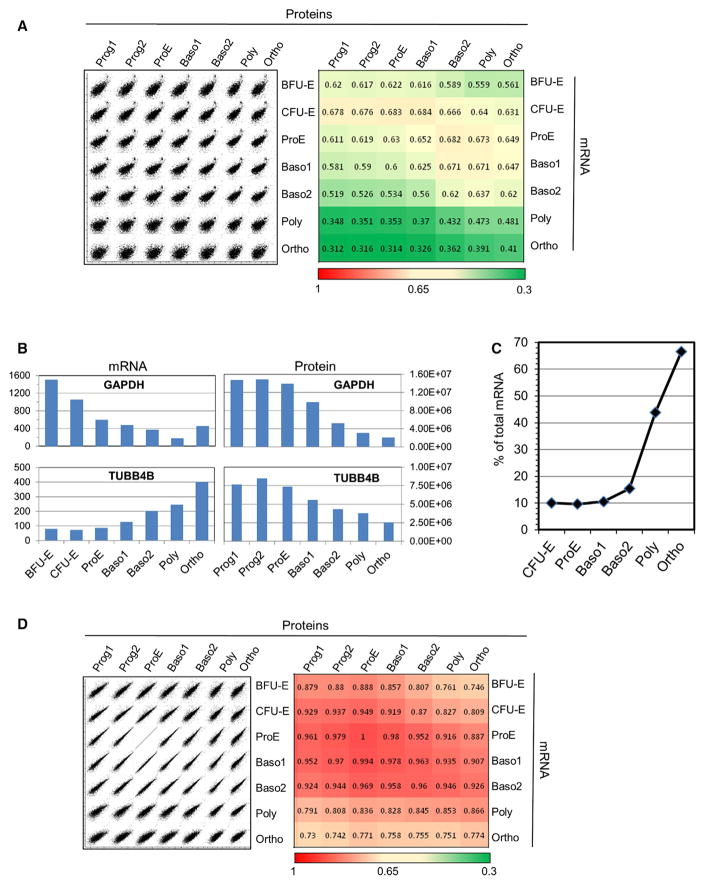 Proteins
A
Prog1 Prog2 ProE Baso1 Baso2 Poly Ortho
Prog1 Prog2 ProE Baso1 Baso2 Poly Ortho
BFU-E 0.62 0.617 0.622 0.616 0.589 0.559 0.561 BFU-E
CFU-E 0.678 0.676 0.683 0.684 0.666 0.64 0.631 CFU-E
ProE 0.611 0.619 0.63 0.652 0.682 0.673 0.649 ProE
Baso1 0.581 0.59 0.6 0.625 0.671 0.671 0.647 Baso1
Baso2 0.519 0.526 0.534 0.56 0.62 0.637 0.62 Baso2
Poly 0.348 0.351 0.353 0.37 0.432 0.473 0.481 Poly
Ortho 0.312 0.316 0.314 0.326 0.362 0.391 0.41 Ortho
mRNA
1 0.65 0.3
B
mRNA
GAPDH
1600
1200
800
400
0
Protein
GAPDH
1.60E+07
1.20E+07
8.00E+06
4.00E+06
0.00E+00
TUBB4B
500
400
300
200
100
0
BFU-E CFU-E ProE Baso1 Baso2 Poly Ortho
TUBB4B
1.00E+07
7.50E+06
5.00E+06
2.50E+06
0.00E+00
Prog1 Prog2 ProE Baso1 Baso2 Poly Ortho
C
% of total mRNA
70
60
50
40
30
20
10
0
CFU-E ProE Baso1 Baso2 Poly Ortho
D
Proteins
Prog1 Prog2 ProE Baso1 Baso2 Poly Ortho
Prog1 Prog2 ProE Baso1 Baso2 Poly Ortho
BFU-E 0.879 0.88 0.888 0.857 0.807 0.761 0.746 BFU-E
CFU-E 0.929 0.937 0.949 0.919 0.87 0.827 0.809 CFU-E
ProE 0.961 0.979 1 0.98 0.952 0.916 0.887 ProE
Baso1 0.952 0.97 0.994 0.978 0.963 0.935 0.907 Baso1
Baso2 0.924 0.944 0.969 0.958 0.96 0.946 0.926 Baso2
Poly 0.791 0.808 0.836 0.828 0.845 0.853 0.866 Poly
Ortho 0.73 0.742 0.771 0.758 0.755 0.751 0.774 Ortho
mRNA
1 0.65 0.3